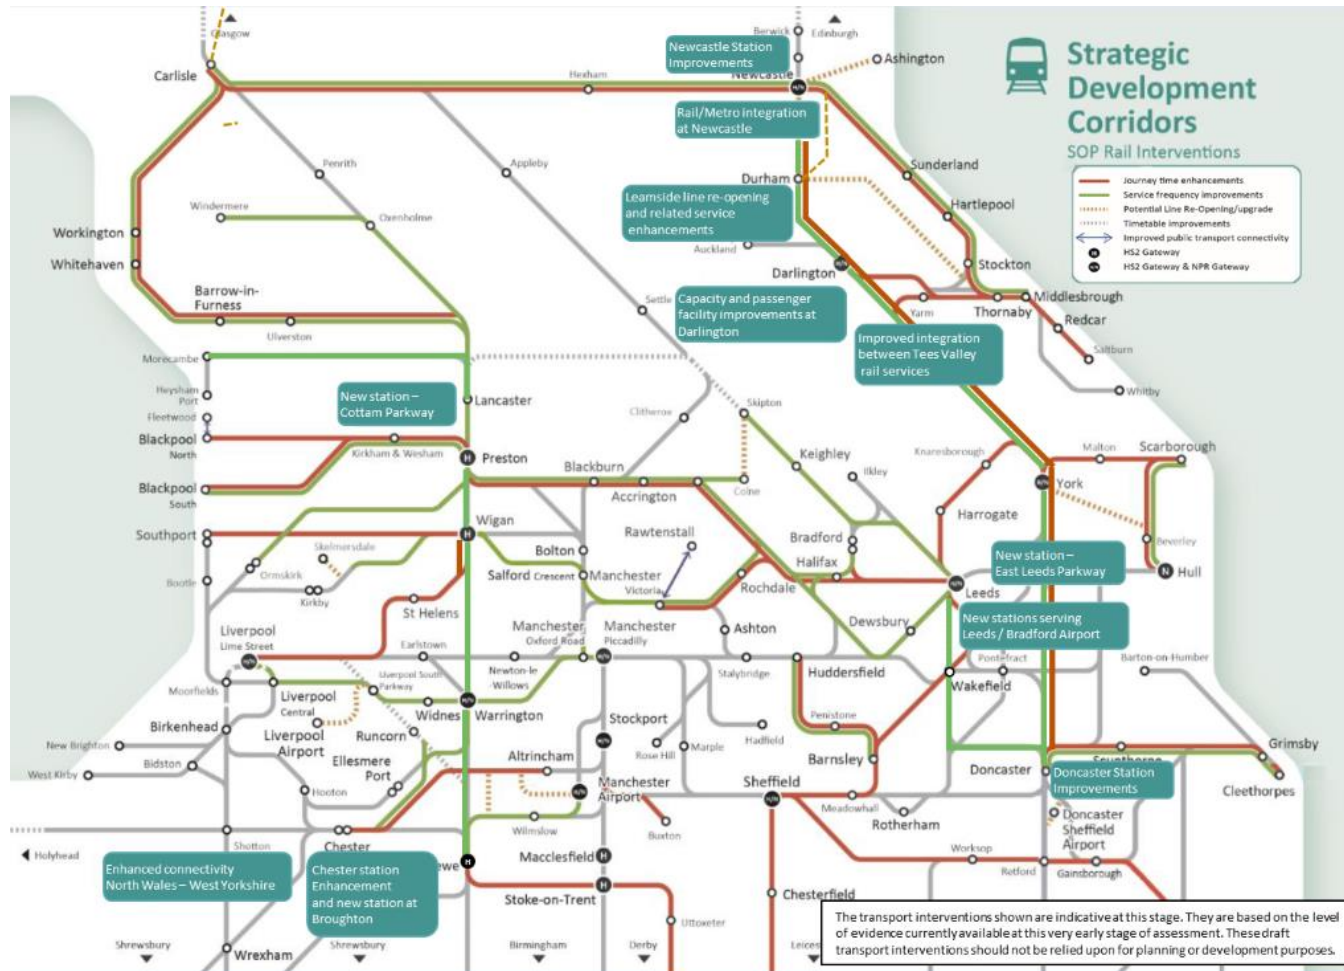 Glasgow
Berwick
Edinburgh
Newcastle Station
Improvements
Newcastle
Ashington
Strategic
Development
Corridors
SOP Rail Interventions
Carlisle
Hexham
Rail/Metro integration
at Newcastle
Journey time enhancements
Service frequency improvements
Potential Line Re-Opening/upgrade
Timetable improvements
Improved public transport connectivity
H
HS2 Gateway
H/N
HS2 Gateway & NPR Gateway
Penrith
Appleby
Durham
Sunderland
Windermere
Oxenholme
Leamside line re-opening
and related service
enhancements
Hartlepool
Workington
Whitehaven
Auckland
Darlington
Stockton
Barrow-in-
Furness
Ulverston
Settle
Capacity and passenger
facility improvements at
Darlington
Yarm
Thornaby
Middlesbrough
Redcar
Saltburn
Whitby
Improved integration
between Tees Valley
rail services
Morecambe
Heysham
Port
Fleetwood
New station –
Cottam Parkway
Lancaster
Clitheroe
Skipton
Blackpool
North
Kirkham & Wesham
Preston
Blackburn
Accrington
Colne
Keighley
Ilkley
Knaresborough
Malton
Scarborough
Blackpool
South
York
Harrogate
Beverley
Southport
Wigan
Rawtenstall
Bradford
Halifax
Skelmersdale
Bolton
Ormskirk
Kirkby
Bootle
Salford Crescent
Manchester
Victoria
Rochdale
Leeds
New station –
East Leeds Parkway
Hull
St Helens
Dewsbury
New stations serving
Leeds / Bradford Airport
Liverpool
Lime Street
Earlstown
Manchester
Oxford Road
Manchester
Piccadilly
Ashton
Stalybridge
Huddersfield
Pontefract
Wakefield
Barton-on-Humber
Moorfields
Liverpool
Central
Liverpool South
Parkway
Newton-le
-Willows
Widnes
Warrington
Birkenhead
Liverpool
Airport
Runcorn
Stockport
Penistone
New Brighton
Bidston
West Kirby
Ellesmere
Port
Altrincham
Rose Hill
Marple
Hadfield
Barnsley
Sheffield
Doncaster
Scunthorpe
Grimsby
Cleethorpes
Hooton
Manchester
Airport
Meadowhall
Rotherham
Doncaster Station
Improvements
Doncaster
Sheffield
Airport
Wilmslow
Buxton
Holyhead
Shotton
Chester
Macclesfield
Worksop
Retford
Gainsborough
Enhanced connectivity
North Wales – West Yorkshire
Chester station
Enhancement
and new station at
Broughton
ewe
Stoke-on-Trent
Chesterfield
Uttoxeter
The transport interventions shown are indicative at this stage. They are based on the level
of evidence currently available at this very early stage of assessment. These draft
transport interventions should not be relied upon for planning or development purposes.
Shrewsbury
Wrexham
Shrewsbury
Birmingham
Derby
Leices